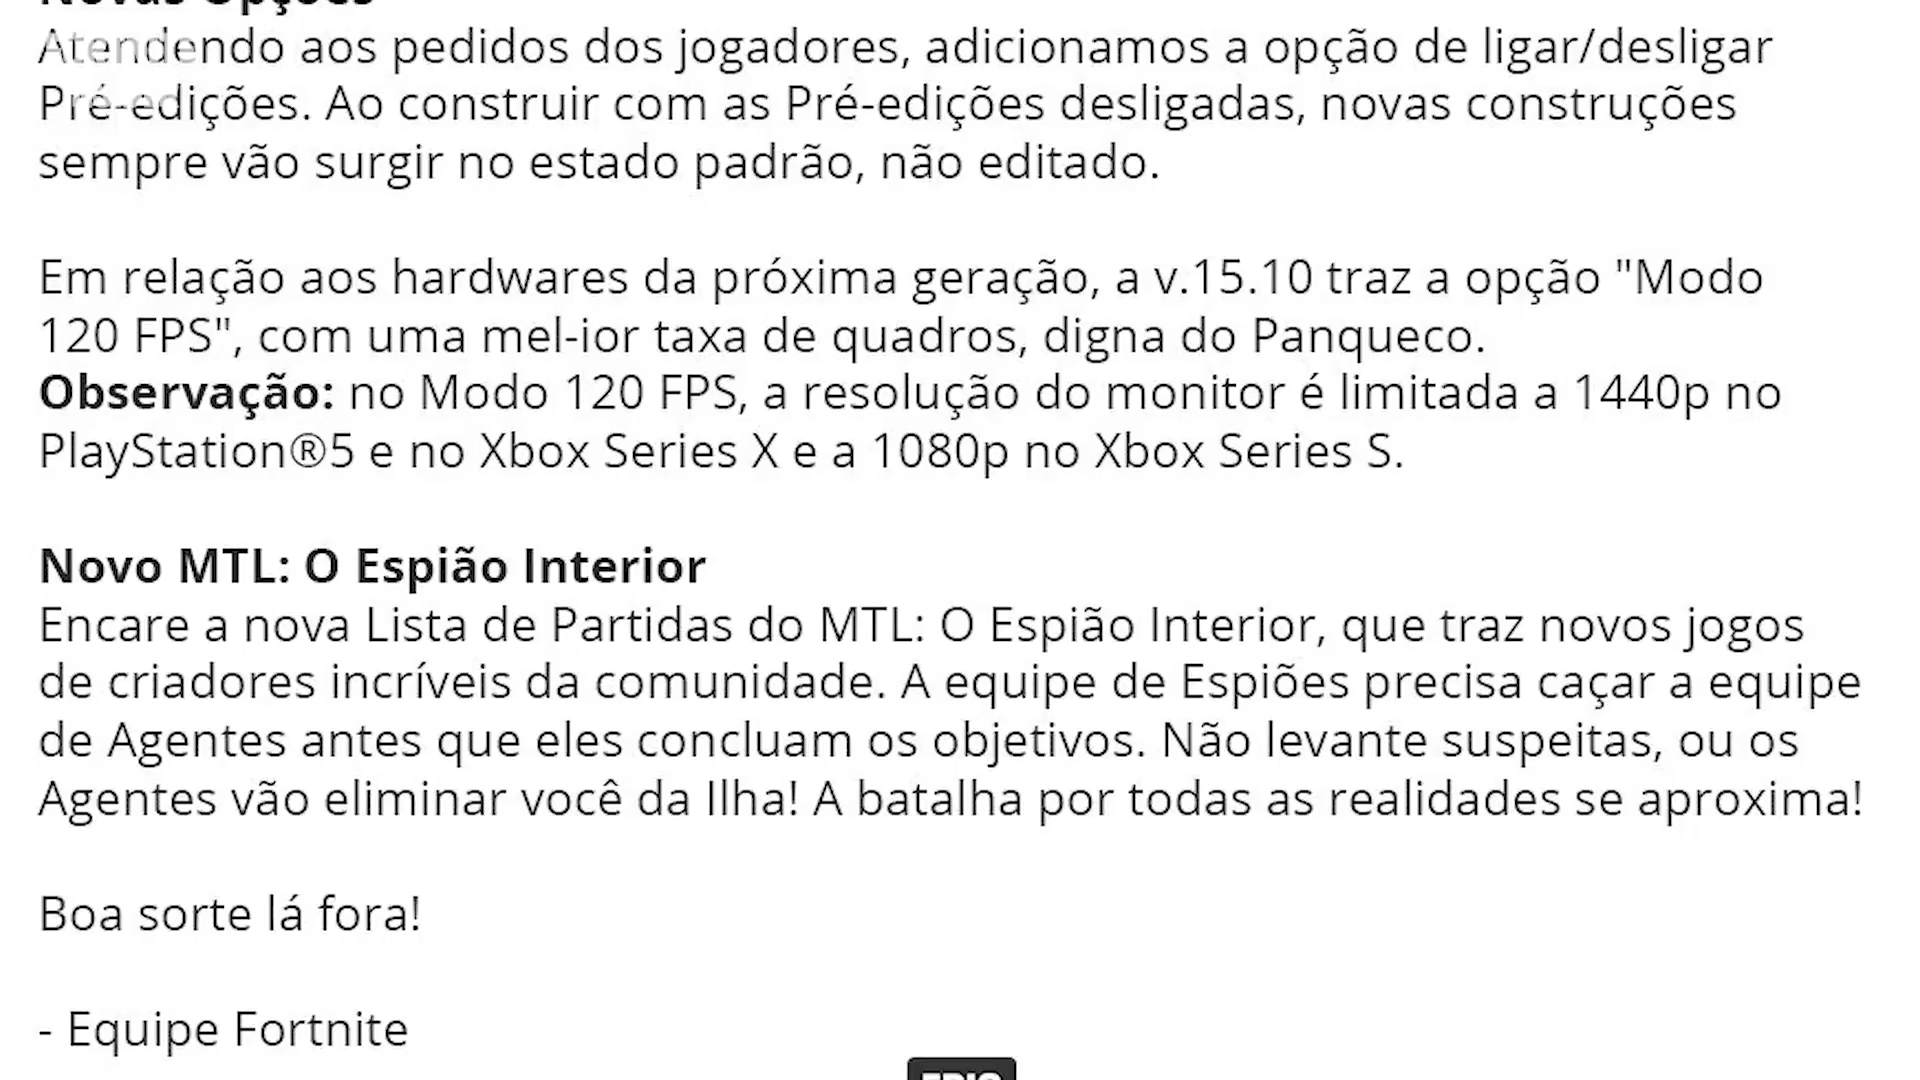 Novas Opções
Atendendo aos pedidos dos jogadores, adicionamos a opção de ligar/desligar
Pré-edições. Ao construir com as Pré-edições desligadas, novas construções
sempre vão surgir no estado padrão, não editado.
Em relação aos hardwares da próxima geração, a v.15.10 traz a opção "Modo
120 FPS", com uma mel-ior taxa de quadros, digna do Panqueco.
Observação: no Modo 120 FPS, a resolução do monitor é limitada a 1440p no
PlayStation®5 e no Xbox Series X e a 1080p no Xbox Series S.
Novo MTL: O Espião Interior
Encare a nova Lista de Partidas do MTL: O Espião Interior, que traz novos jogos
de criadores incríveis da comunidade. A equipe de Espiões precisa caçar a equipe
de Agentes antes que eles concluam os objetivos. Não levante suspeitas, ou os
Agentes vão eliminar você da Ilha! A batalha por todas as realidades se aproxima!
Boa sorte lá fora!
- Equipe Fortnite
EPIC